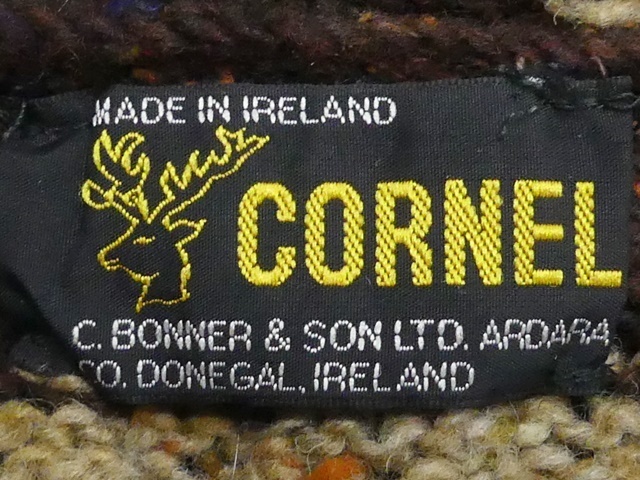 MADE IN IRELAND
CORNEL
C. BONNER & SON LTD. ARDARA
CO. DONEGAL, IRELAND